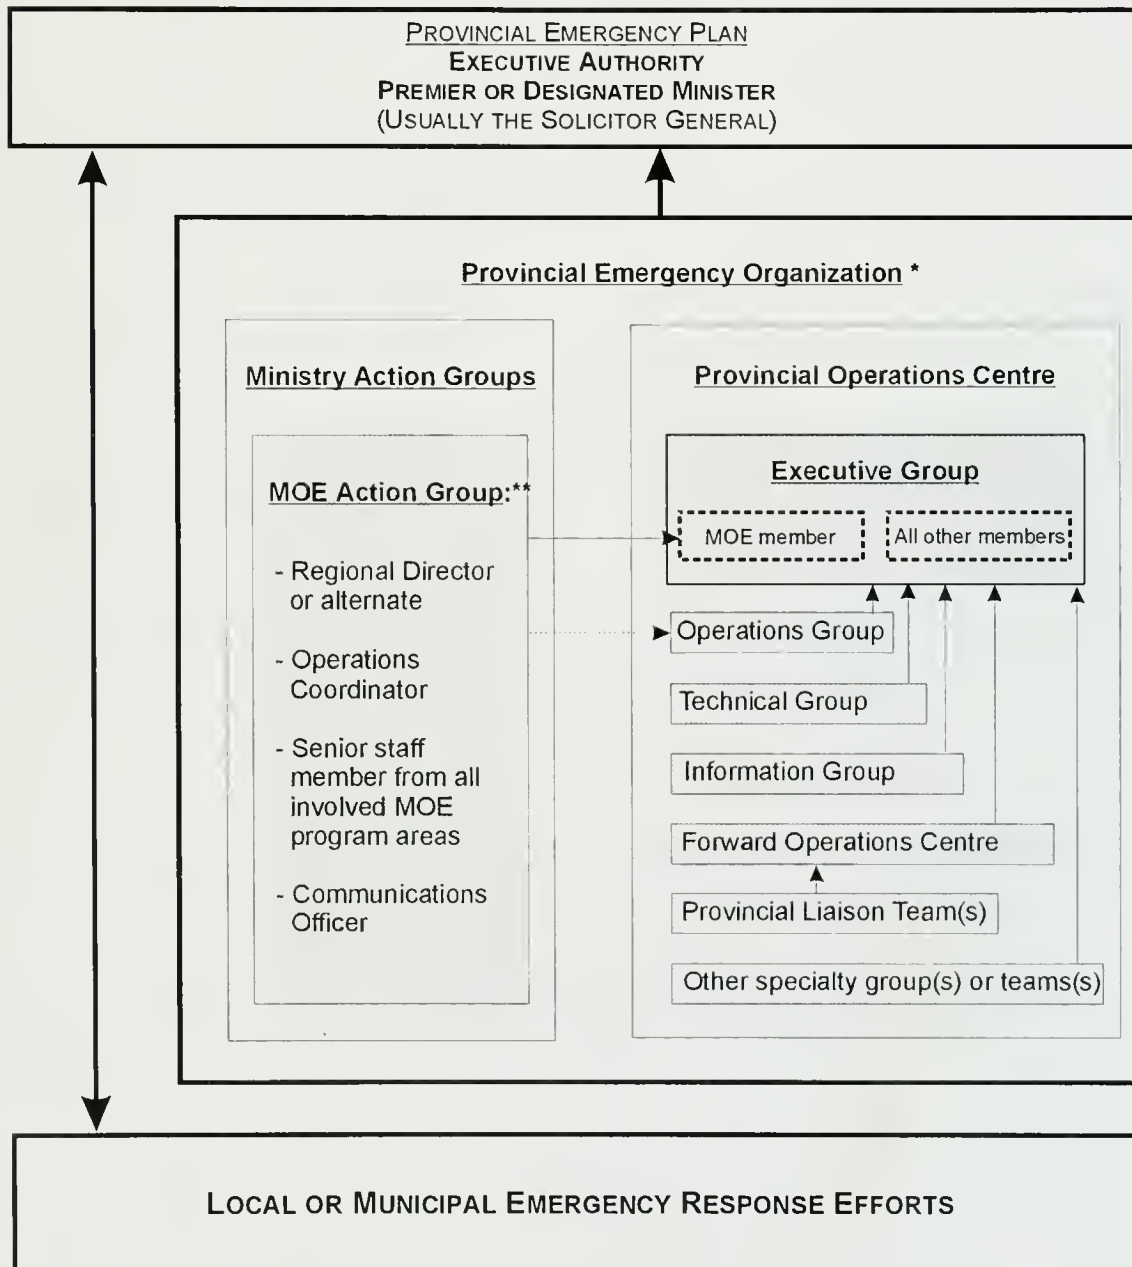 PROVINCIAL EMERGENCY PLAN
EXECUTIVE AUTHORITY
PREMIER OR DESIGNATED MINISTER
(USUALLY THE SOLICITOR GENERAL)
Provincial Emergency Organization *
Ministry Action Groups
MOE Action Group:**
- Regional Director
or alternate
- Operations
Coordinator
- Senior staff
member from all
involved MOE
program areas
- Communications
Officer
Provincial Operations Centre
Executive Group
MOE member
All other members
Operations Group
Technical Group
Information Group
Forward Operations Centre
Provincial Liaison Team(s)
Other specialty group(s) or teams(s)
LOCAL OR MUNICIPAL EMERGENCY RESPONSE EFFORTS